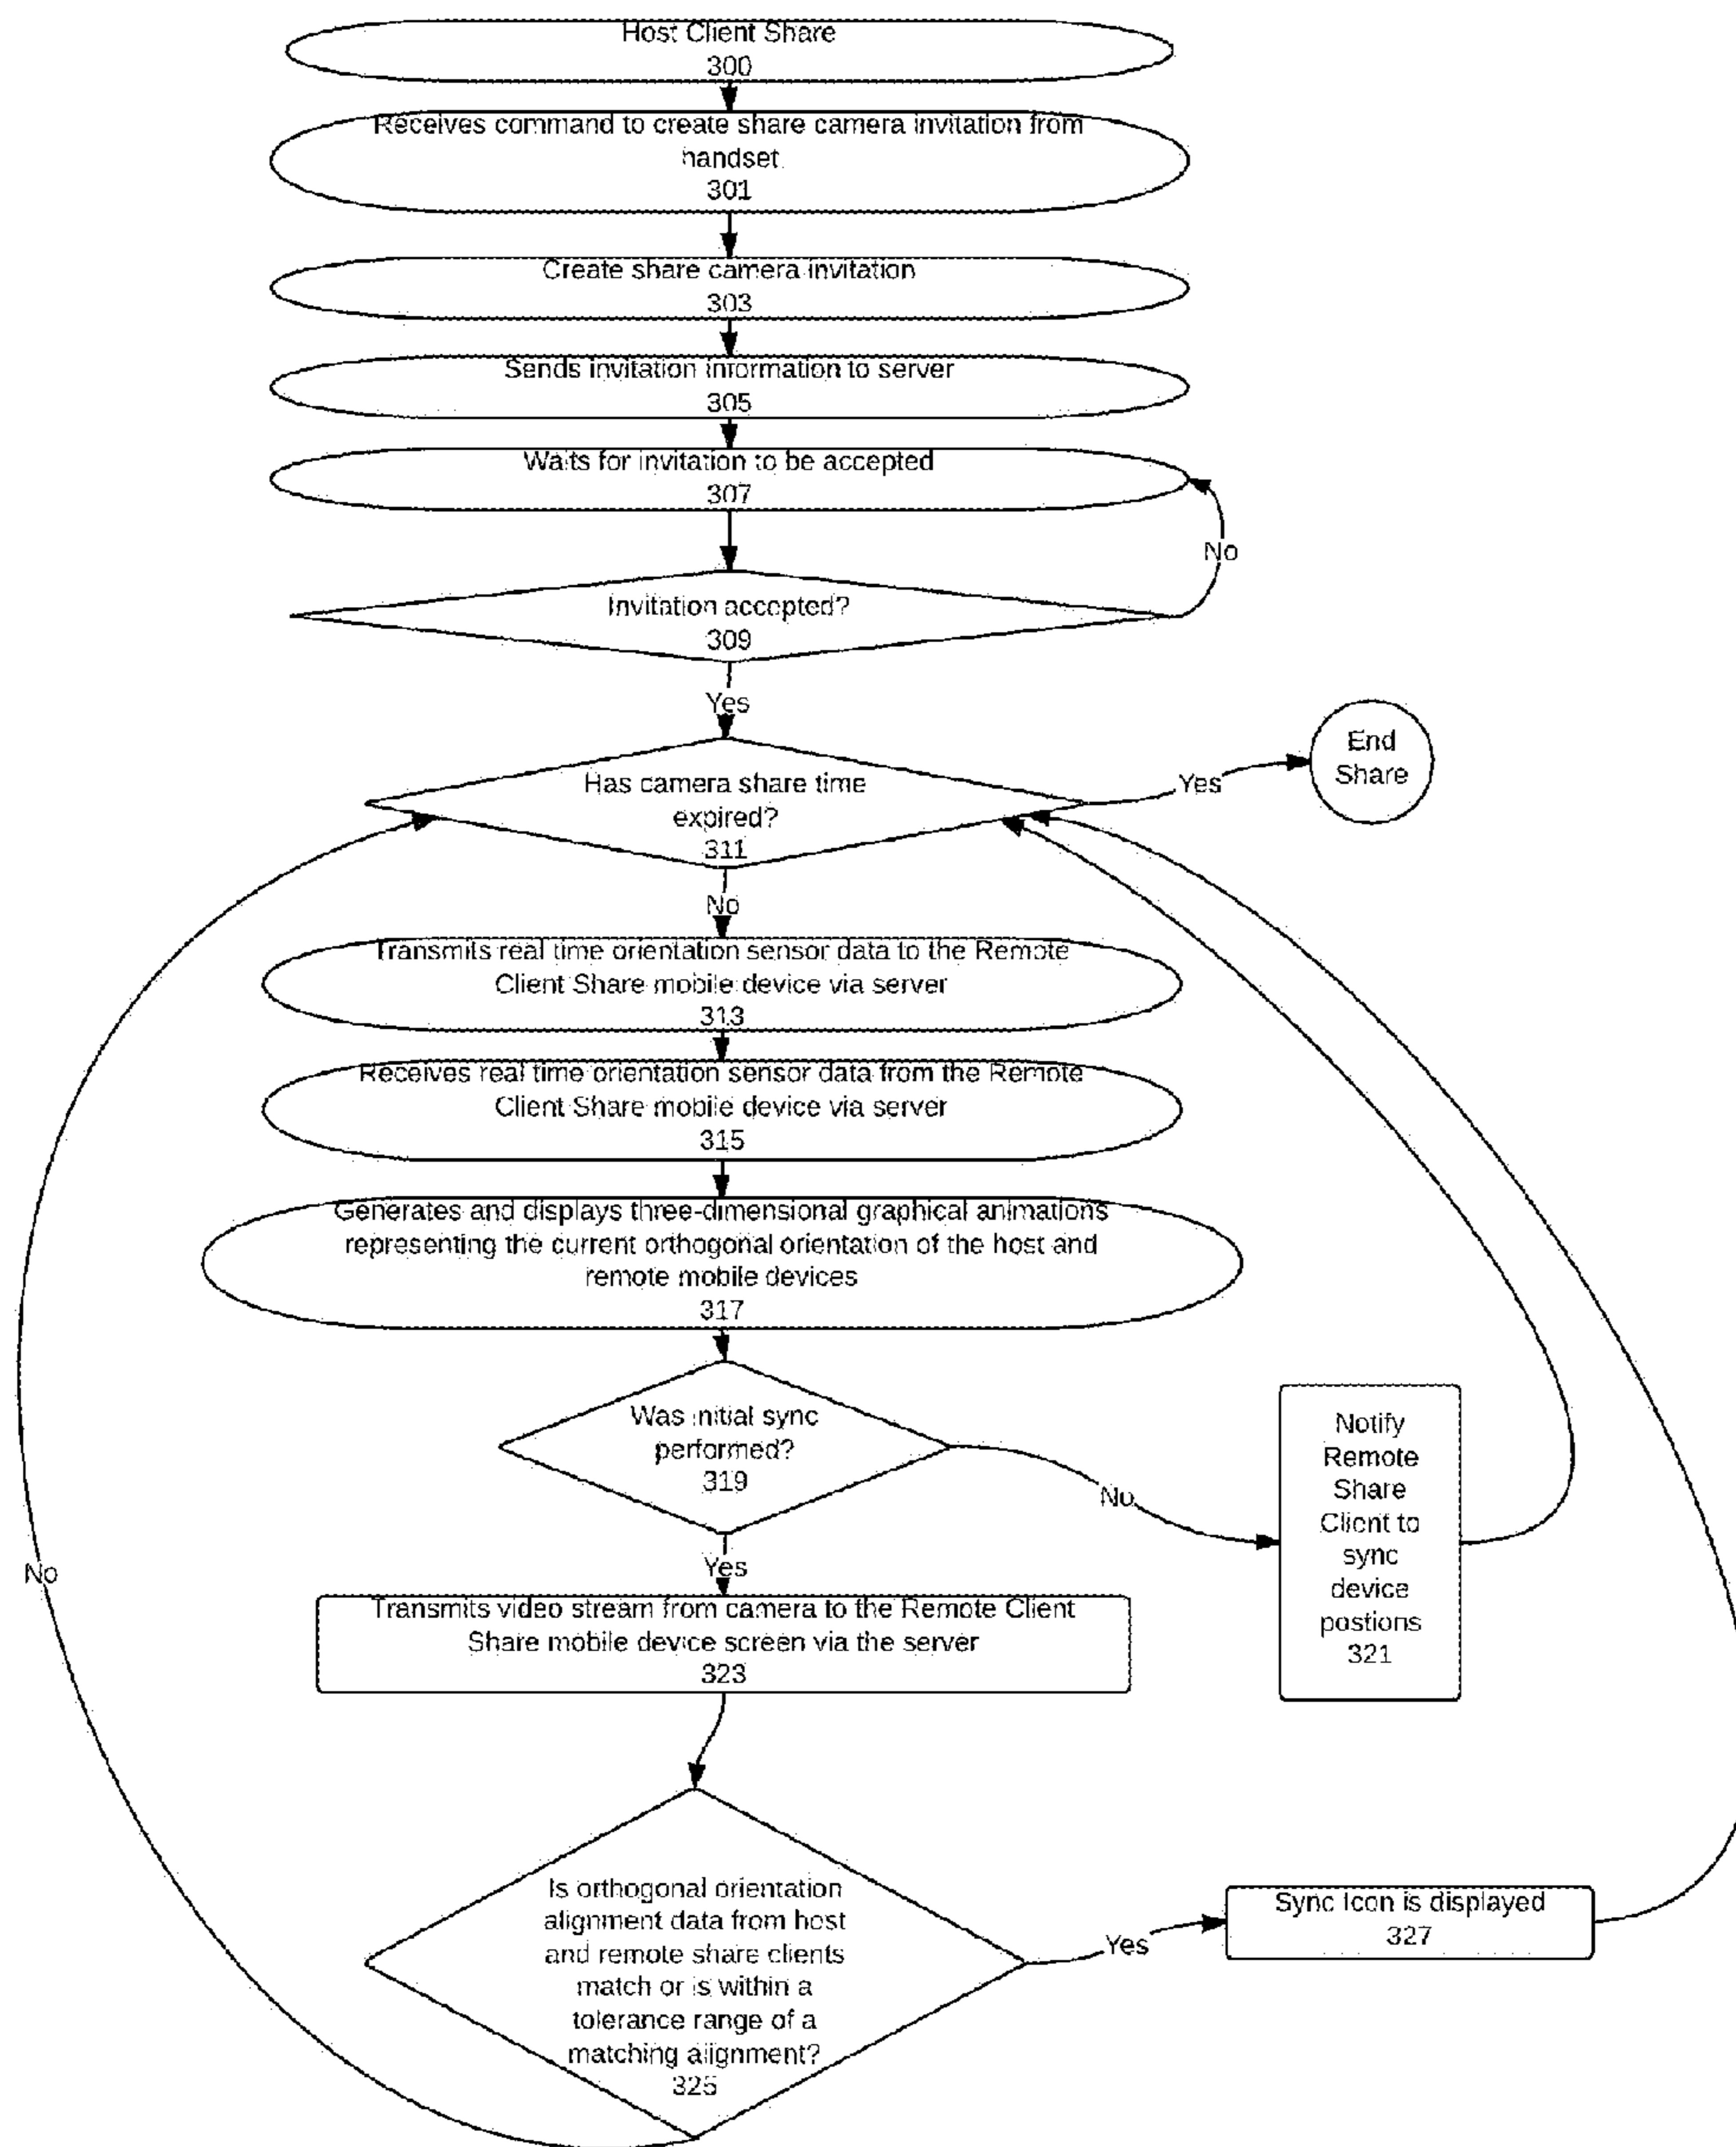 Host Client Share
300
Receives command to create share camera invitation from
handset
301
Create share camera invitation
303
Sends invitation information to server
305
Waits for invitation to be accepted
307
No
Invitation accepted?
309
Yes
End
Share
Has camera share time
expired?
311
Yes
No
Transmits real time orientation sensor data to the Remote
Client Share mobile device via server
313
Receives real time orientation sensor data from the Remote
Client Share mobile device via server
315
Generates and displays three-dimensional graphical animations
representing the current orthogonal orientation of the host and
remote mobile devices
317
Was initial sync
performed?
319
No
Notify
Remote
Share
Client to
sync
device
postions
321
Yes
No
Transmits video stream from camera to the Remote Client
Share mobile device screen via the server
323
Is orthogonal orientation
alignment data from host
and remote share clients
match or is within a
tolerance range of a
matching alignment?
325
Yes
Sync Icon is displayed
327